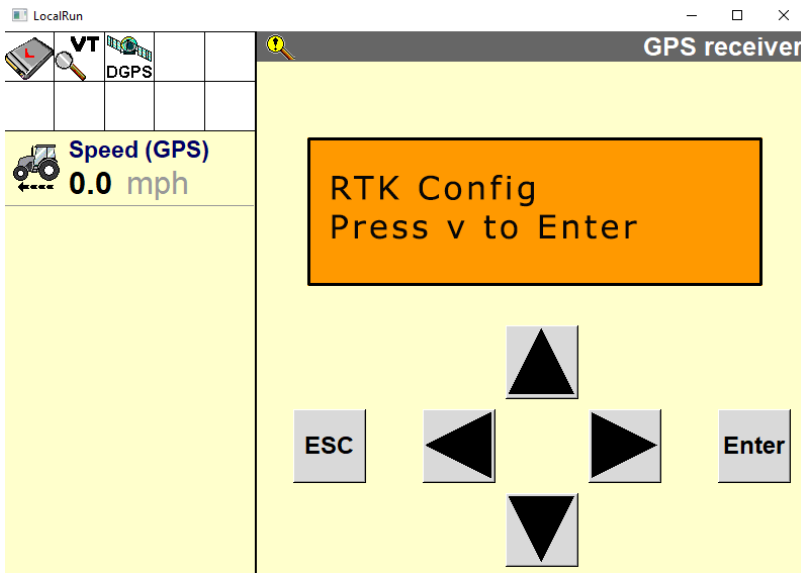 LocalRun
L
VT
DGPS
GPS receiver
Speed (GPS)
0.0 mph
RTK Config
Press v to Enter
ESC
Enter